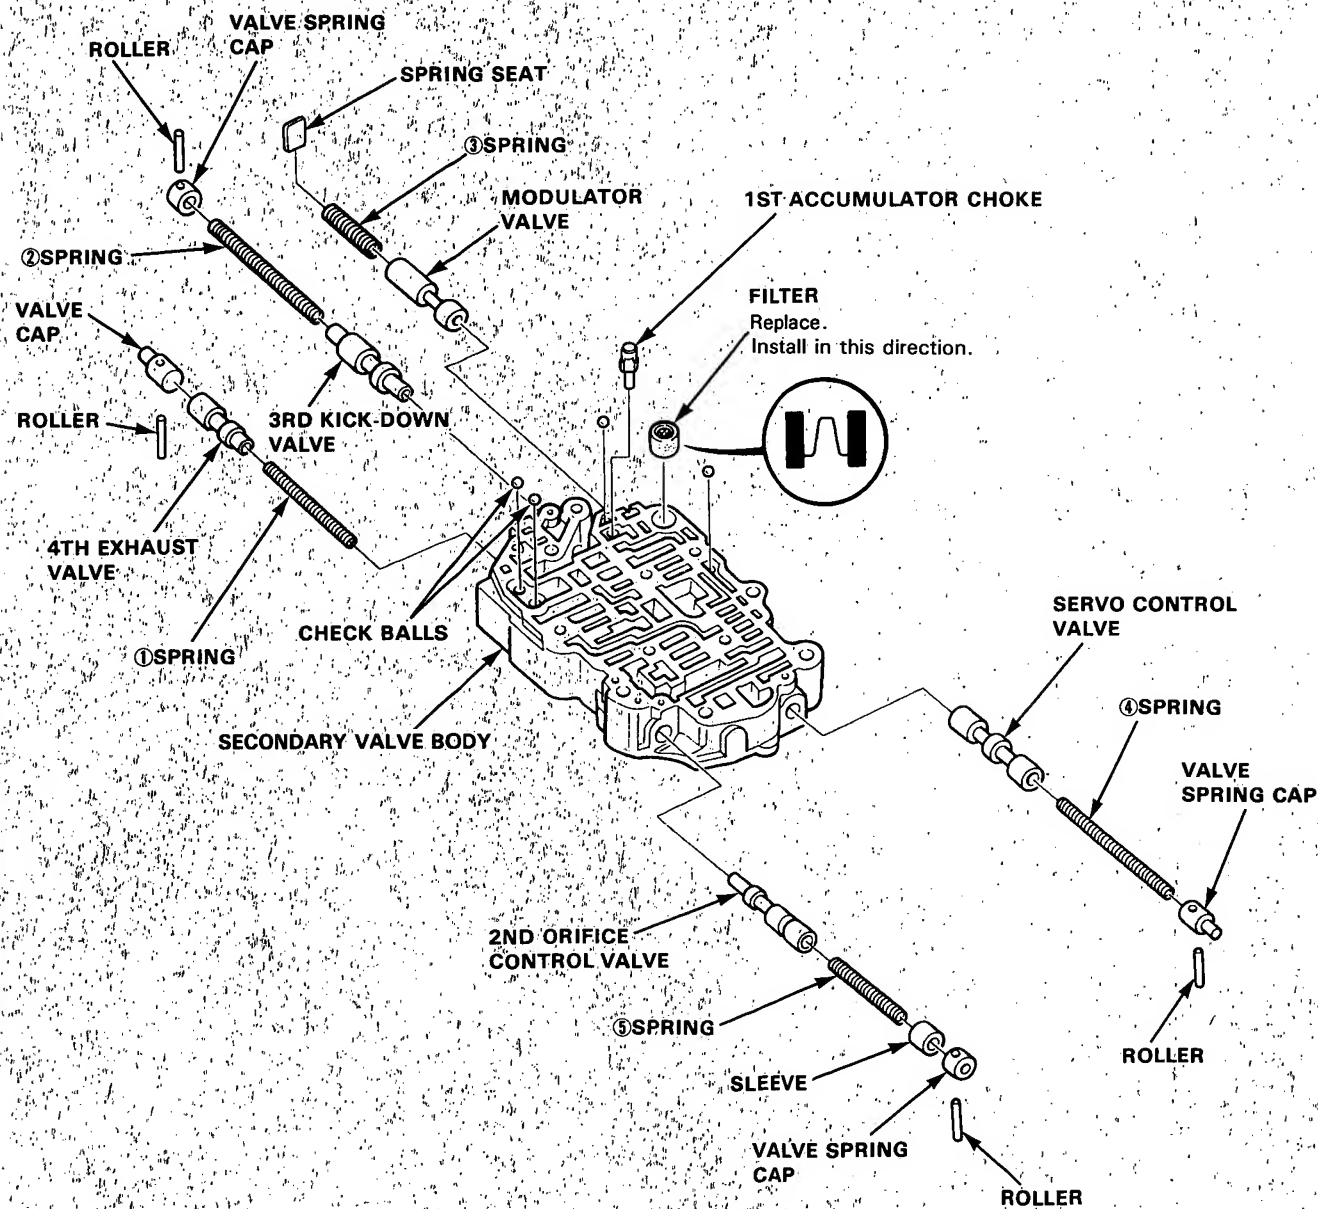 VALVE SPRING
CAP
ROLLER
SPRING SEAT
③SPRING
MODULATOR
VALVE
1ST ACCUMULATOR CHOKE
②SPRING
FILTER
Replace.
Install in this direction.
VALVE
CAP
ROLLER
3RD KICK-DOWN
VALVE
4TH EXHAUST
VALVE
CHECK BALLS
①SPRING
SECONDARY VALVE BODY
SERVO CONTROL
VALVE
④SPRING
VALVE
SPRING CAP
2ND ORIFICE
CONTROL VALVE
⑤SPRING
ROLLER
SLEEVE
VALVE SPRING
CAP
ROLLER